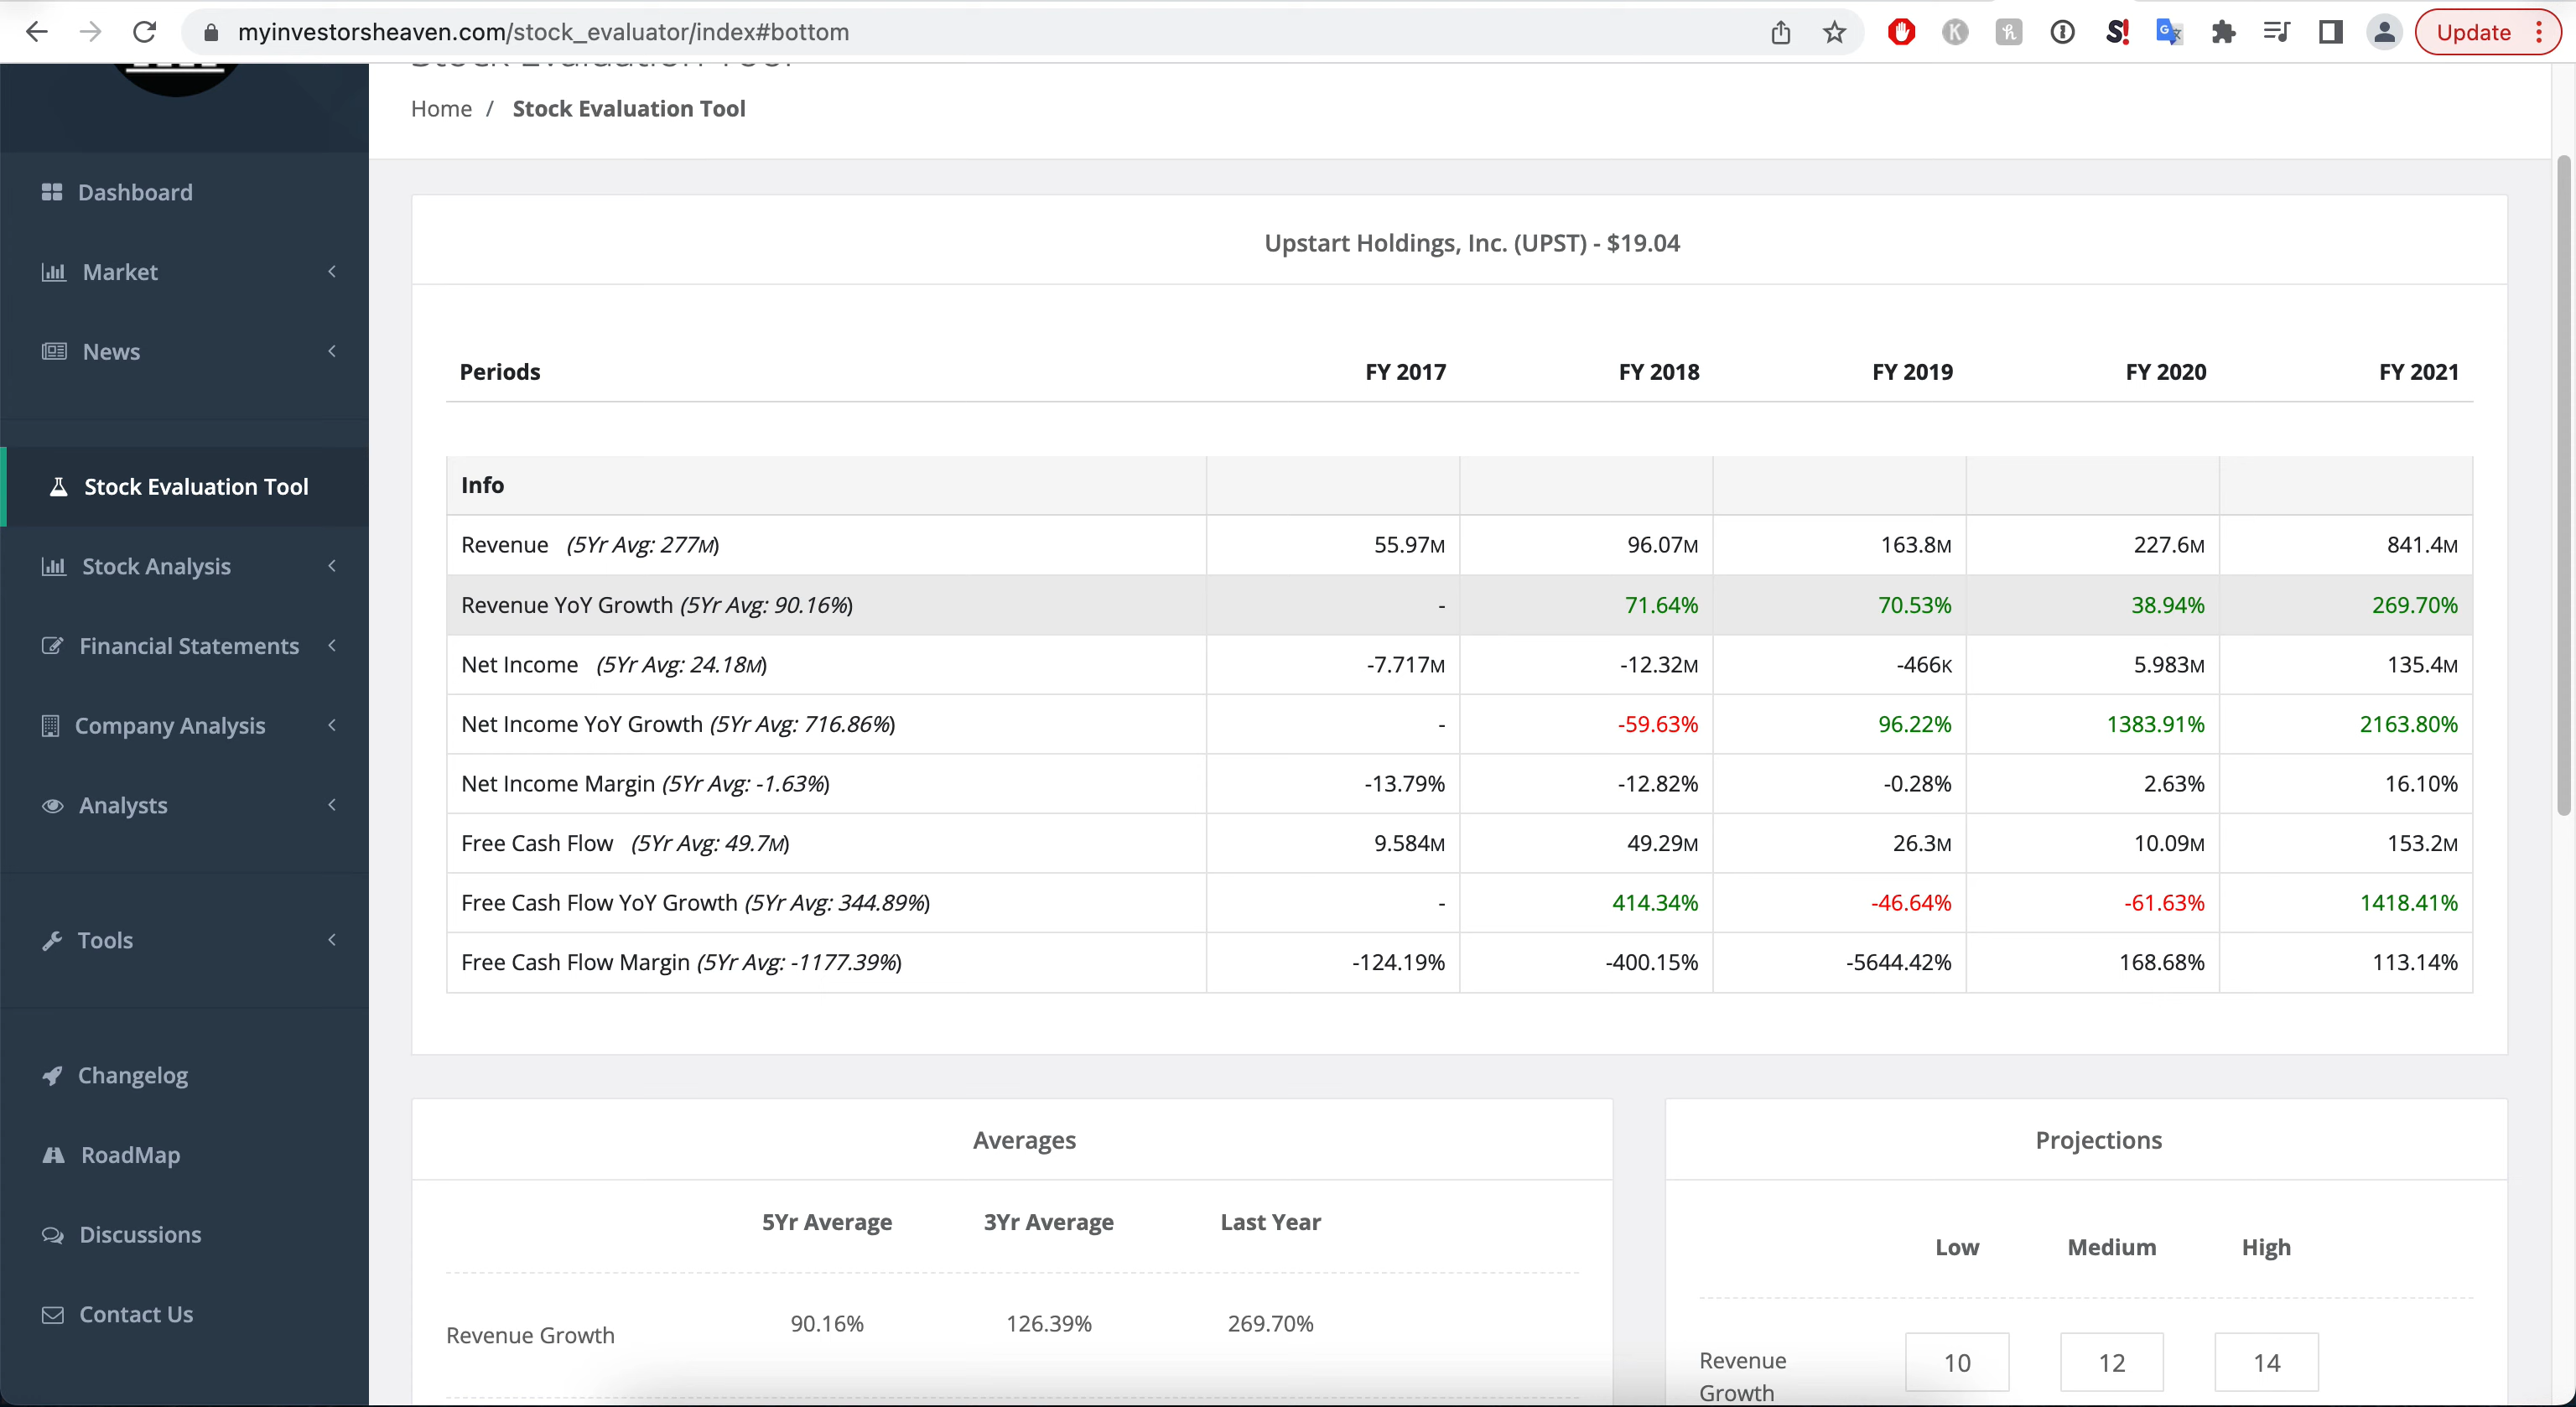 myinvestorsheaven.com/stock_evaluator/index#bottom
Update
Stock Evaluation Tool
Home / Stock Evaluation Tool
Dashboard
Market
News
Stock Evaluation Tool
Stock Analysis
Financial Statements
Company Analysis
Analysts
Tools
Changelog
RoadMap
Discussions
Contact Us
Upstart Holdings, Inc. (UPST) - $19.04
Periods FY 2017 FY 2018 FY 2019 FY 2020 FY 2021
Info
Revenue (5Yr Avg: 277M) 55.97M 96.07M 163.8M 227.6M 841.4M
Revenue YoY Growth (5Yr Avg: 90.16%) - 71.64% 70.53% 38.94% 269.70%
Net Income (5Yr Avg: 24.18M) -7.717M -12.32M -466K 5.983M 135.4M
Net Income YoY Growth (5Yr Avg: 716.86%) - -59.63% 96.22% 1383.91% 2163.80%
Net Income Margin (5Yr Avg: -1.63%) -13.79% -12.82% -0.28% 2.63% 16.10%
Free Cash Flow (5Yr Avg: 49.7M) 9.584M 49.29M 26.3M 10.09M 153.2M
Free Cash Flow YoY Growth (5Yr Avg: 344.89%) - 414.34% -46.64% -61.63% 1418.41%
Free Cash Flow Margin (5Yr Avg: -1177.39%) -124.19% -400.15% -5644.42% 168.68% 113.14%
Averages
5Yr Average 3Yr Average Last Year
Revenue Growth 90.16% 126.39% 269.70%
Projections
Low Medium High
Revenue Growth 10 12 14